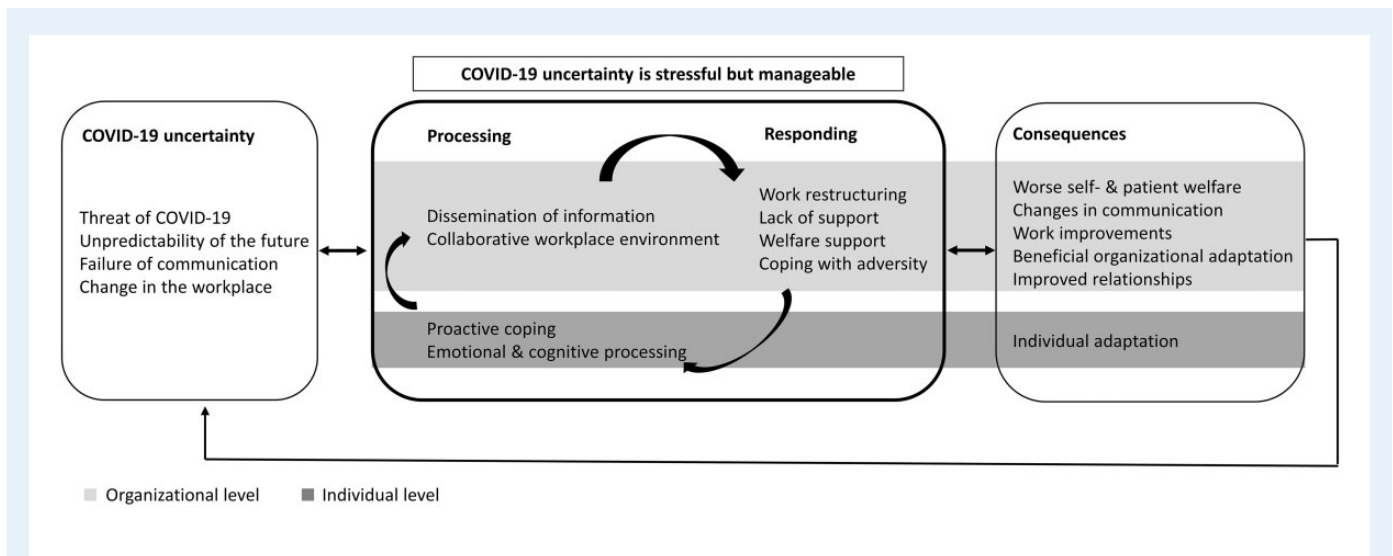 COVID-19 uncertainty is stressful but manageable
COVID-19 uncertainty
Threat of COVID-19
Unpredictability of the future
Failure of communication
Change in the workplace
Processing
Dissemination of information
Collaborative workplace environment
Proactive coping
Emotional & cognitive processing
Responding
Work restructuring
Lack of support
Welfare support
Coping with adversity
Consequences
Worse self- & patient welfare
Changes in communication
Work improvements
Beneficial organizational adaptation
Improved relationships
Individual adaptation
Organizational level
Individual level